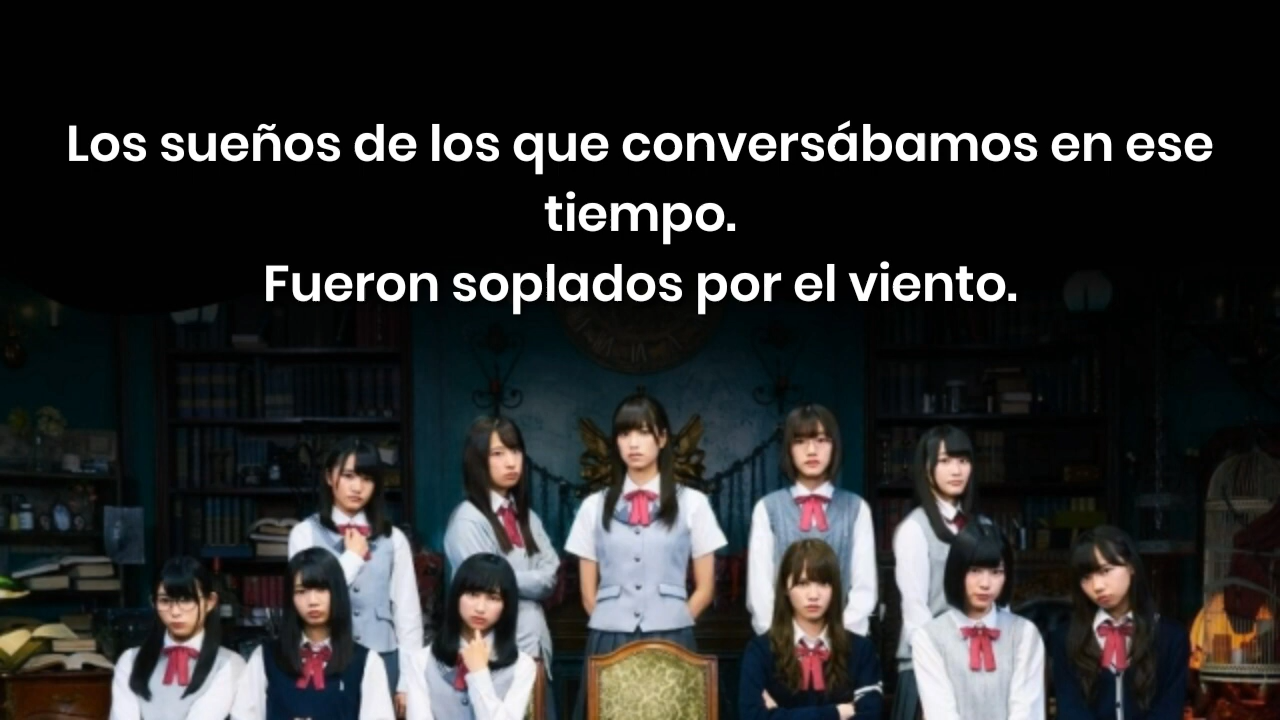 Los sueños de los que conversábamos en ese
tiempo.
Fueron soplados por el viento.